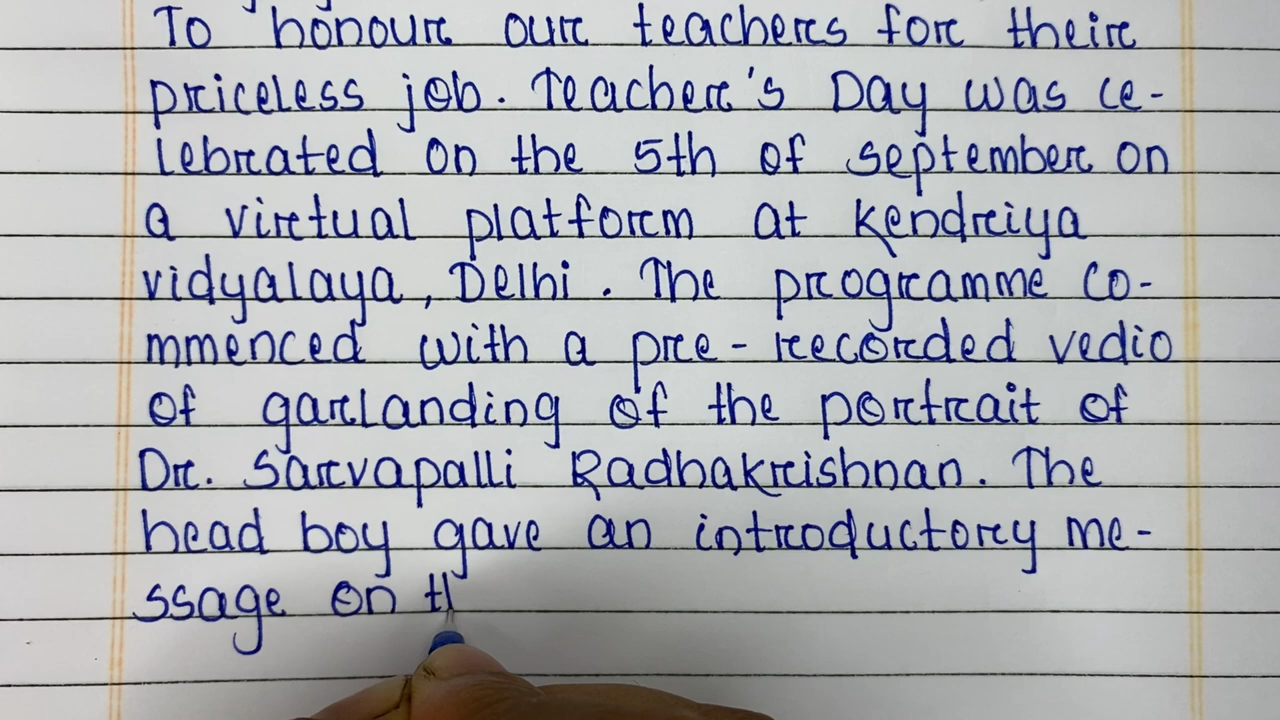 To honour our teachers for their
priceless job. Teacher's Day was ce-
lebrated on the 5th of september on
a virtual platform at Kendriya
vidyalaya, Delhi. The programme co-
mmenced with a pre-recorded vedio
of garlanding of the portrait of
Dr. Sarvapalli Radhakrishnan. The
head boy gave an introductory me-
ssage on th